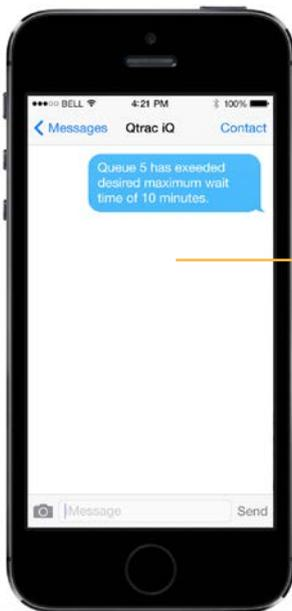 BELL 4:21 PM 100%
Messages Qtrac iQ Contact
Queue 5 has exeeded
desired maximum wait
time of 10 minutes.
Message Send